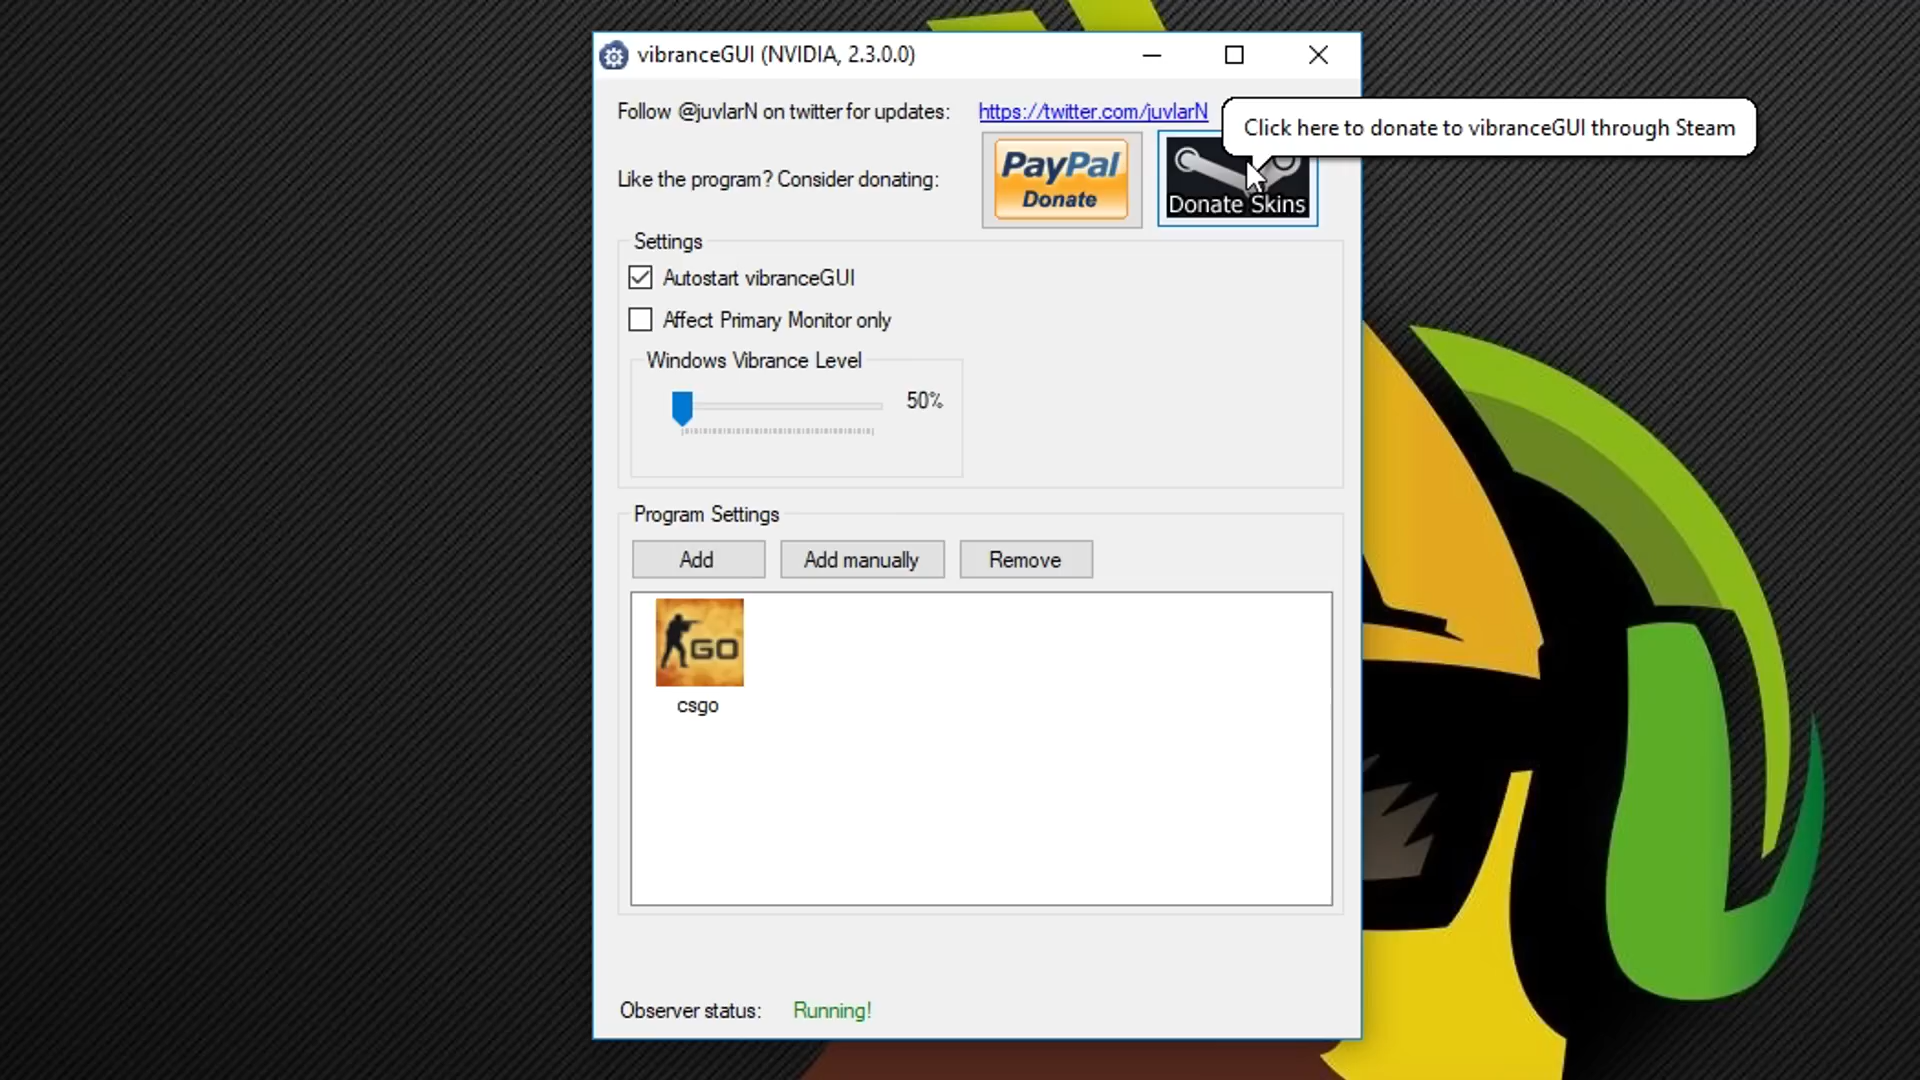 vibranceGUI (NVIDIA, 2.3.0.0)
Follow @juvlarN on twitter for updates: https://twitter.com/juvlarN
Click here to donate to vibranceGUI through Steam
Like the program? Consider donating:
PayPal
Donate
Donate Skins
Settings
Autostart vibranceGUI
Affect Primary Monitor only
Windows Vibrance Level
50%
Program Settings
Add Add manually Remove
GO
csgo
Observer status: Running!